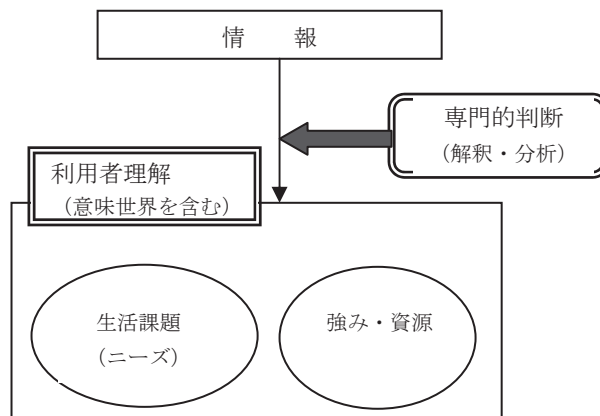 情　　報
専門的判断
（解釈・分析）
利用者理解
（意味世界を含む）
生活課題
（ニーズ）
強み・資源